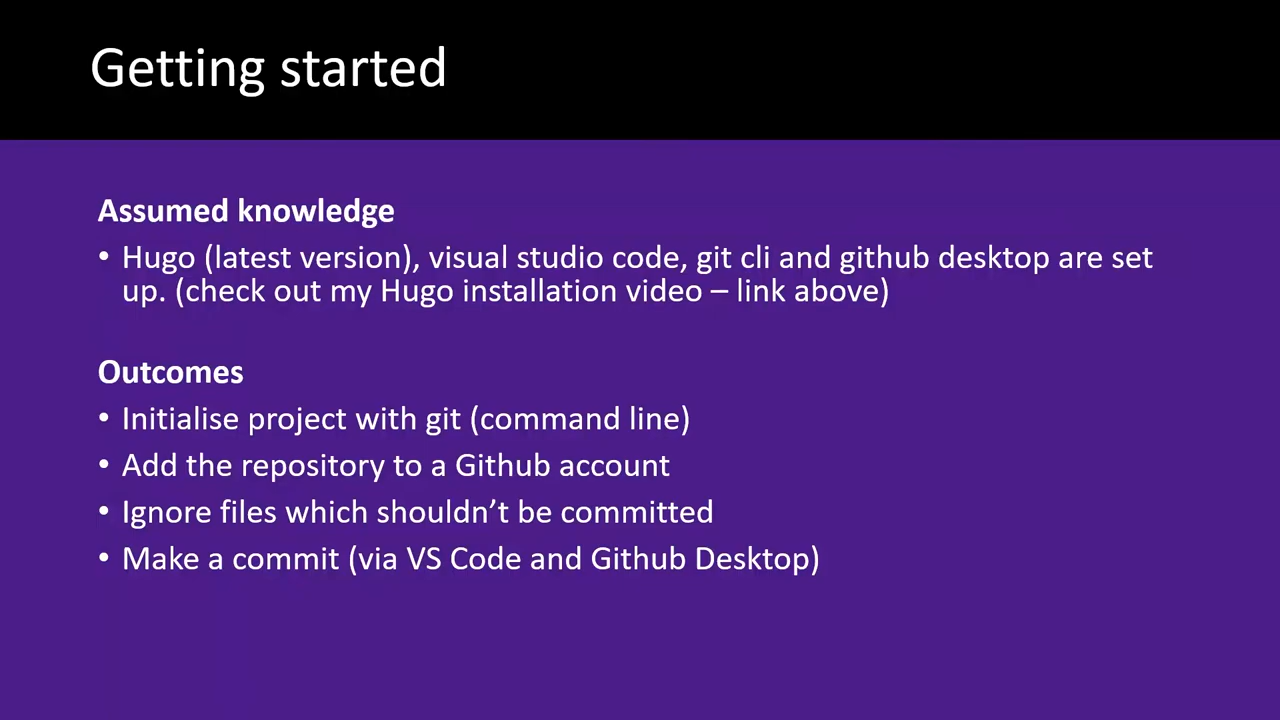 Getting started
Assumed knowledge
• Hugo (latest version), visual studio code, git cli and github desktop are set
up. (check out my Hugo installation video – link above)
Outcomes
• Initialise project with git (command line)
• Add the repository to a Github account
• Ignore files which shouldn’t be committed
• Make a commit (via VS Code and Github Desktop)